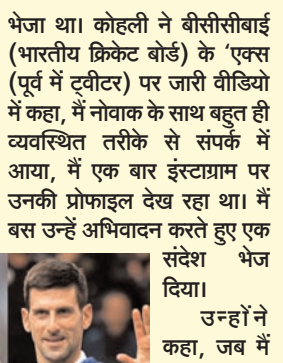 भेजा था। कोहली ने बीसीसीबाई
(भारतीय क्रिकेट बोर्ड) के ‘एक्स
(पूर्व में ट्वीटर) पर जारी वीडियो
में कहा, मैं नोवाक के साथ बहुत ही
व्यवस्थित तरीके से संपर्क में
आया, मैं एक बार इंस्टाग्राम पर
उनकी प्रोफाइल देख रहा था। मैं
बस उन्हें अभिवादन करते हुए एक
संदेश भेज
दिया।
उन्होंने
कहा, जब मैं